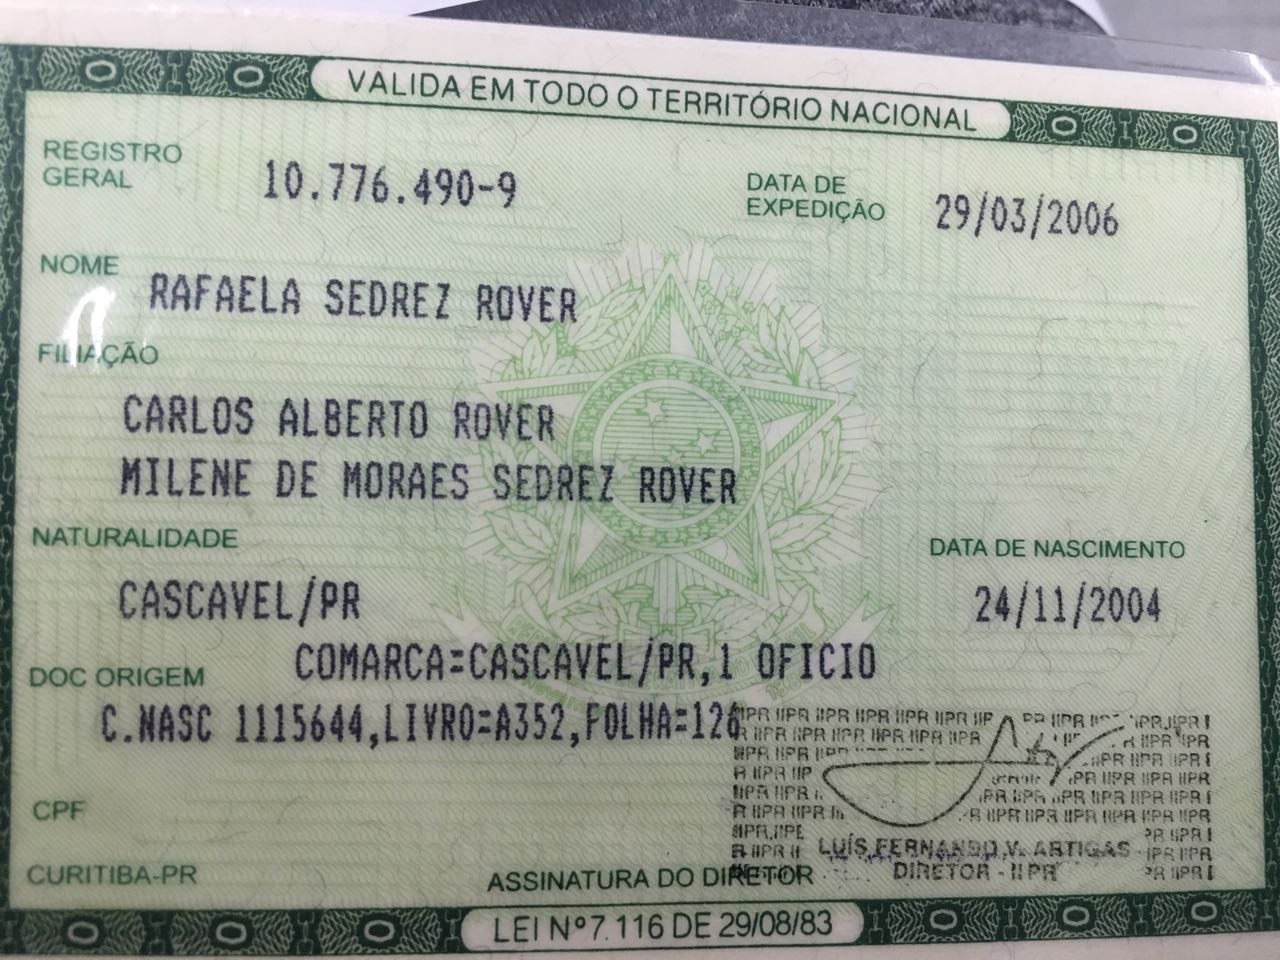 VALIDA EM TODO O TERRITÓRIO NACIONAL
REGISTRO GERAL 10.776.490-9 DATA DE EXPEDIÇÃO 29/03/2006
NOME RAFAELA SEDREZ ROVER
FILIAÇÃO
CARLOS ALBERTO ROVER
MILENE DE MORAES SEDREZ ROVER
NATURALIDADE DATA DE NASCIMENTO
CASCAVEL/PR 24/11/2004
DOC ORIGEM COMARCA=CASCAVEL/PR,1 OFICIO
C.NASC 1115644,LIVRO=A352,FOLHA=126
CPF
LUÍS FERNANDO V. ARTIGAS
DIRETOR - IIPR
CURITIBA-PR ASSINATURA DO DIRETOR
LEI Nº 7.116 DE 29/08/83